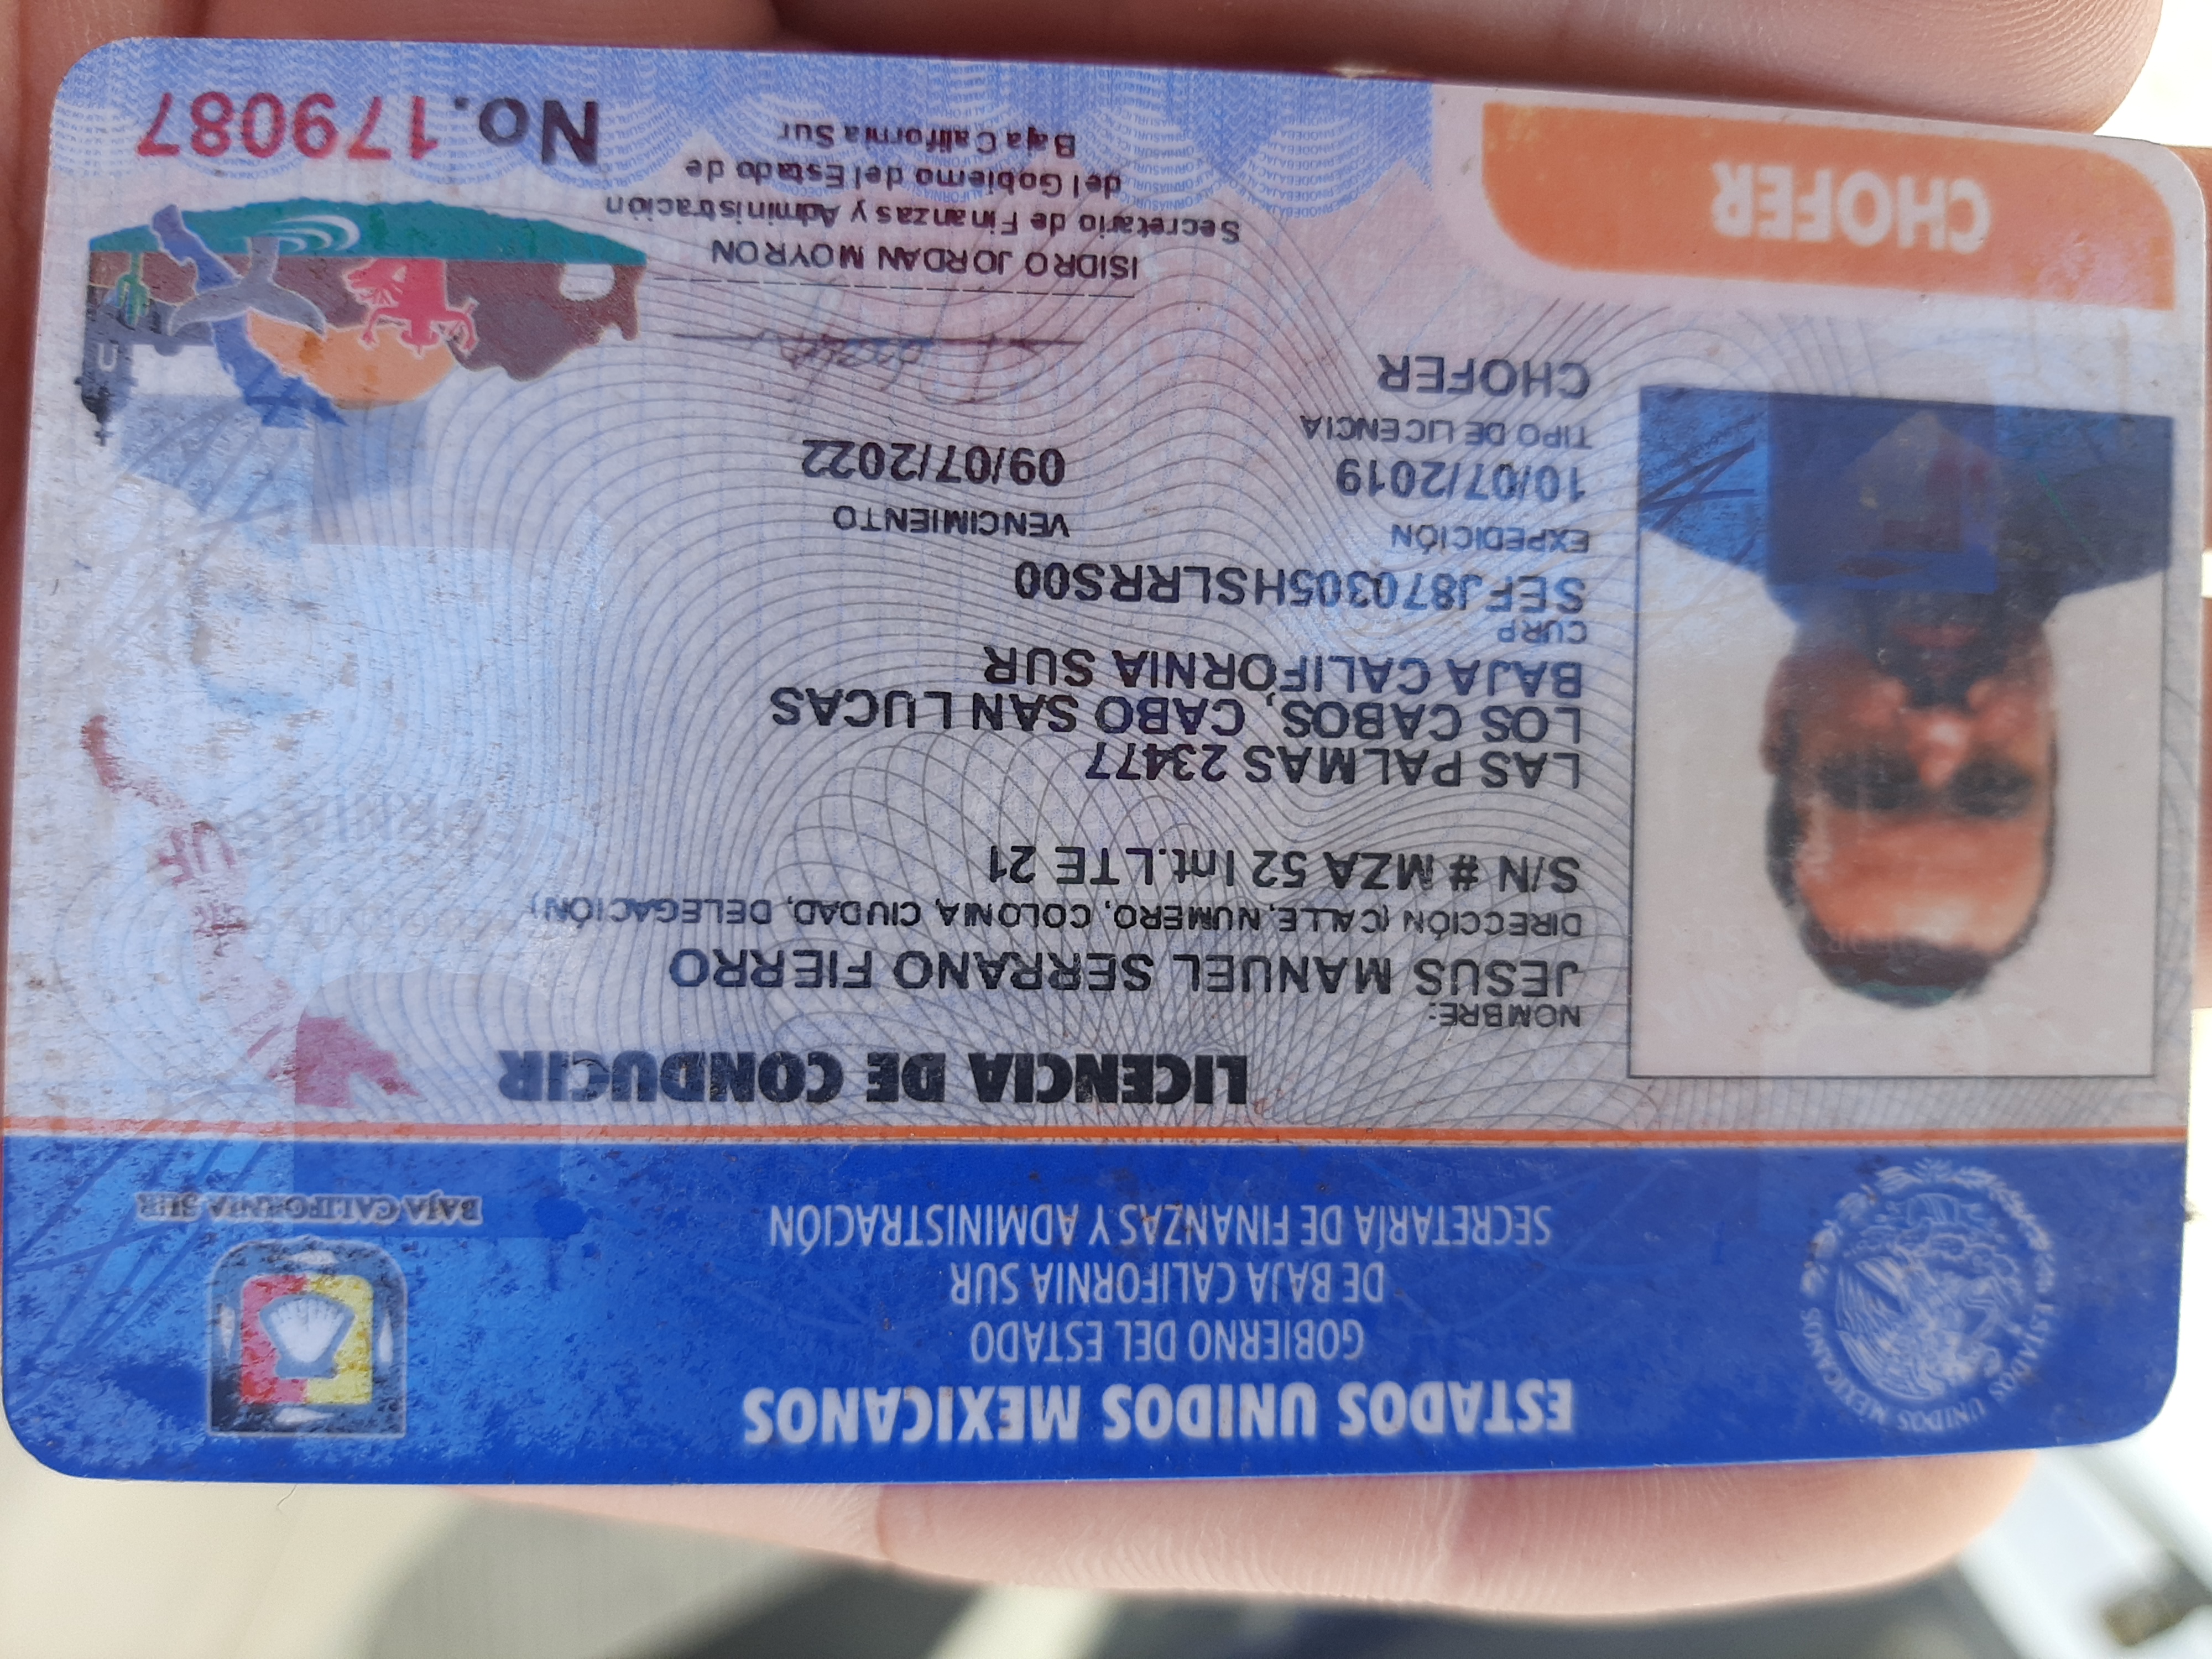 ESTADOS UNIDOS MEXICANOS
GOBIERNO DEL ESTADO
DE BAJA CALIFORNIA SUR
SECRETARÍA DE FINANZAS Y ADMINISTRACIÓN
ESTADOS UNIDOS MEXICANOS
BAJA CALIFORNIA SUR
LICENCIA DE CONDUCIR
NOMBRE:
JESUS MANUEL SERRANO FIERRO
DIRECCIÓN (CALLE, NUMERO, COLONIA, CIUDAD, DELEGACIÓN)
S/N # MZA 52 Int.LTE 21
LAS PALMAS 23477
LOS CABOS, CABO SAN LUCAS
BAJA CALIFORNIA SUR
CURP
SEFJ870305HSLRRS00
EXPEDICIÓN
10/07/2019
VENCIMIENTO
09/07/2022
TIPO DE LICENCIA
CHOFER
ISIDRO JORDAN MOYRON
Secretario de Finanzas y Administración
del Gobierno del Estado de
Baja California Sur
CHOFER
No.179087